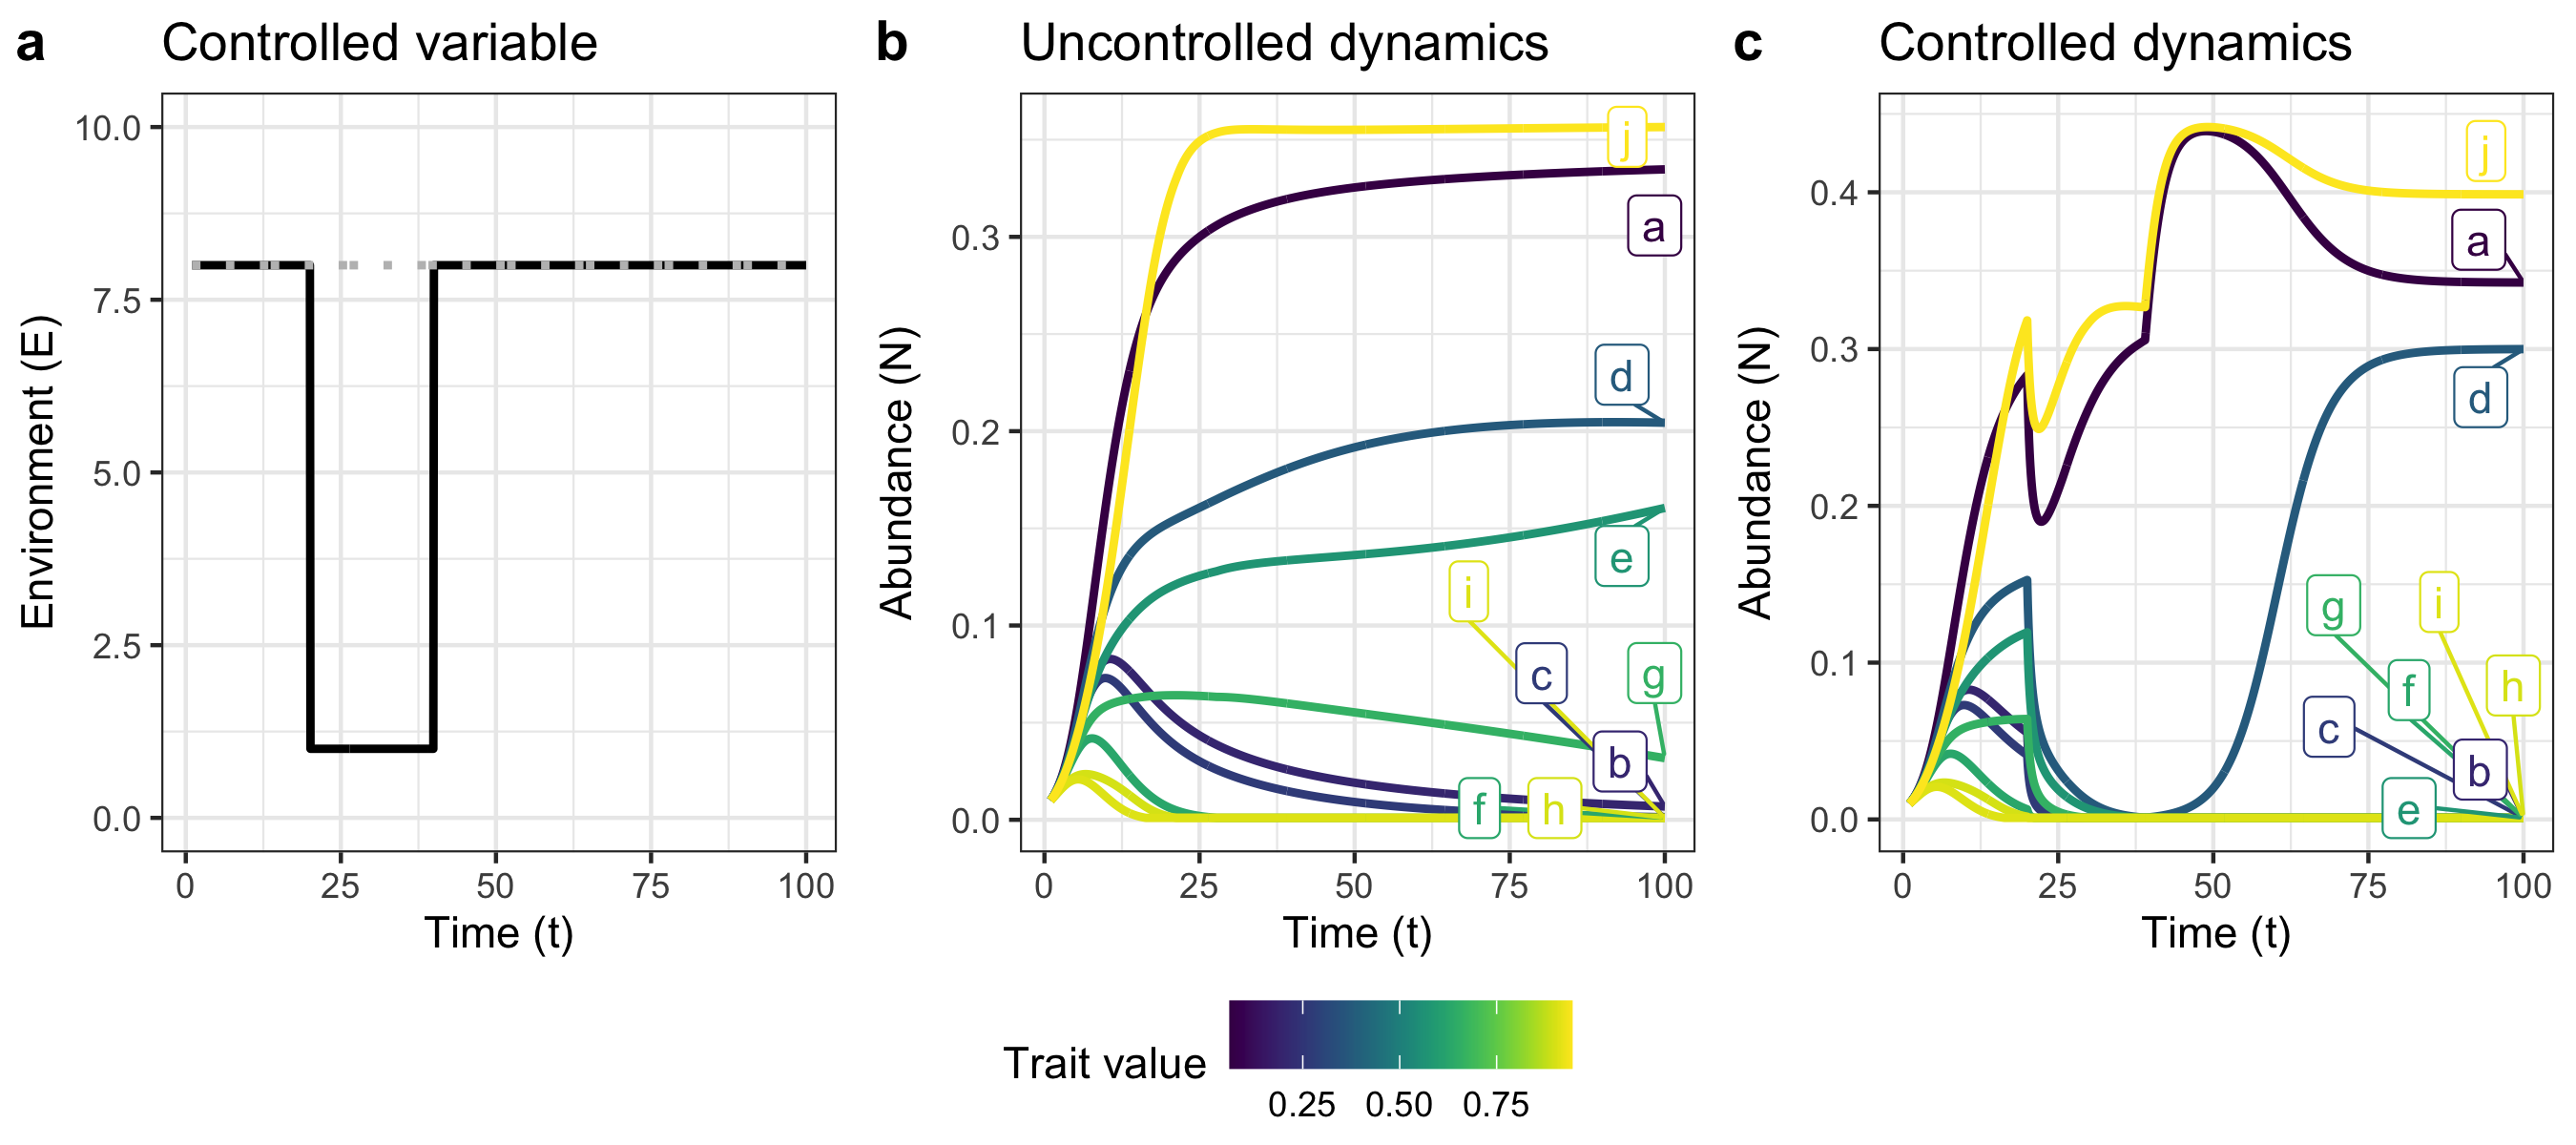 a Controlled variable
Environment (E)
10.0
7.5
5.0
2.5
0.0
0 25 50 75 100
Time (t)
b Uncontrolled dynamics
Abundance (N)
0.3
0.2
0.1
0.0
j
a
d
e
i
c
g
b
f
h
0 25 50 75 100
Time (t)
c Controlled dynamics
Abundance (N)
0.4
0.3
0.2
0.1
0.0
j
a
d
g
i
f
h
c
b
e
0 25 50 75 100
Time (t)
Trait value
0.25 0.50 0.75